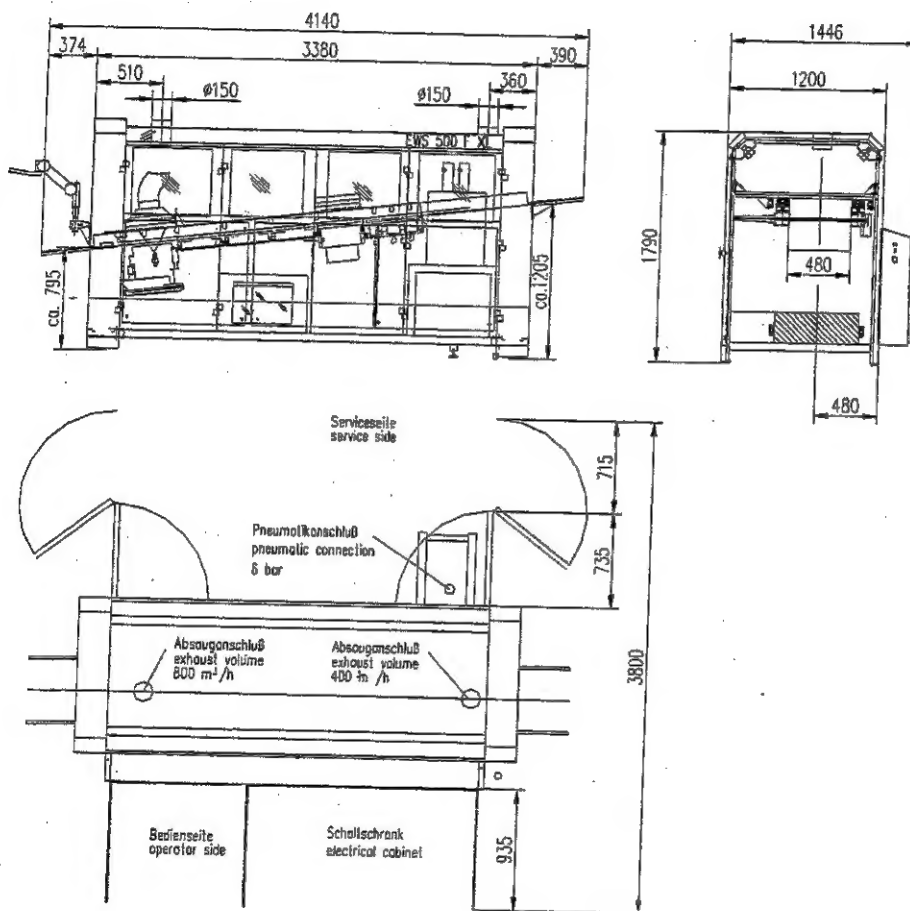 4140
374
3380
390
510
360
ø150
ø150
EWS 500 F XL
ca. 795
ca.1205
1446
1200
1790
480
480
Serviceseite
service side
715
Pneumatikanschluß
pneumatic connection
6 bar
735
Absauganschluß
exhaust volume
800 m³/h
Absauganschluß
exhaust volume
400 m /h
3800
Bedienseite
operator side
Schaltschrank
electrical cabinet
935